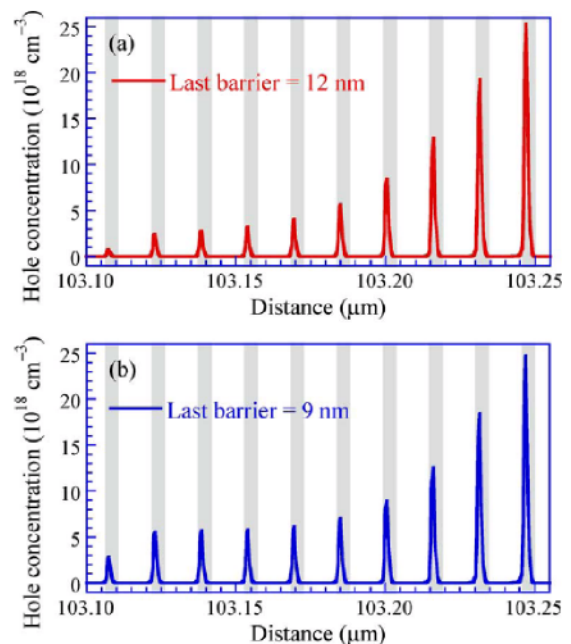 (a)
Last barrier = 12 nm
Hole concentration (10¹⁸ cm⁻³)
25
20
15
10
5
0
103.10 103.15 103.20 103.25
Distance (μm)
(b)
Last barrier = 9 nm
Hole concentration (10¹⁸ cm⁻³)
25
20
15
10
5
0
103.10 103.15 103.20 103.25
Distance (μm)